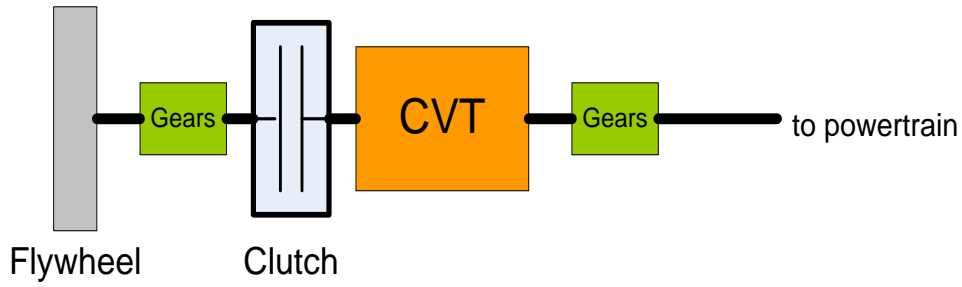 Gears
CVT
Gears
to powertrain
Flywheel
Clutch